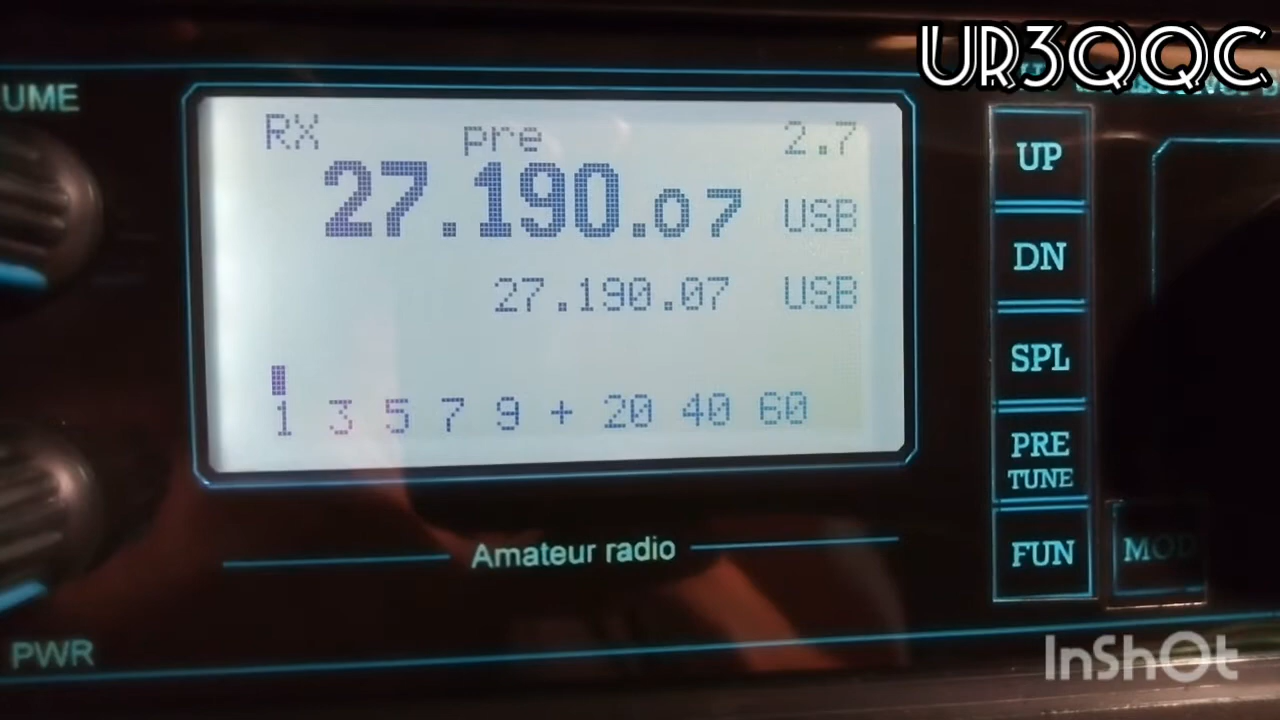 UR3QQC
UME
RX pre 2.7
27.190.07 USB
27.190.07 USB
1 3 5 7 9 + 20 40 60
Amateur radio
PWR
UP
DN
SPL
PRE
TUNE
FUN
MOD
InShOt